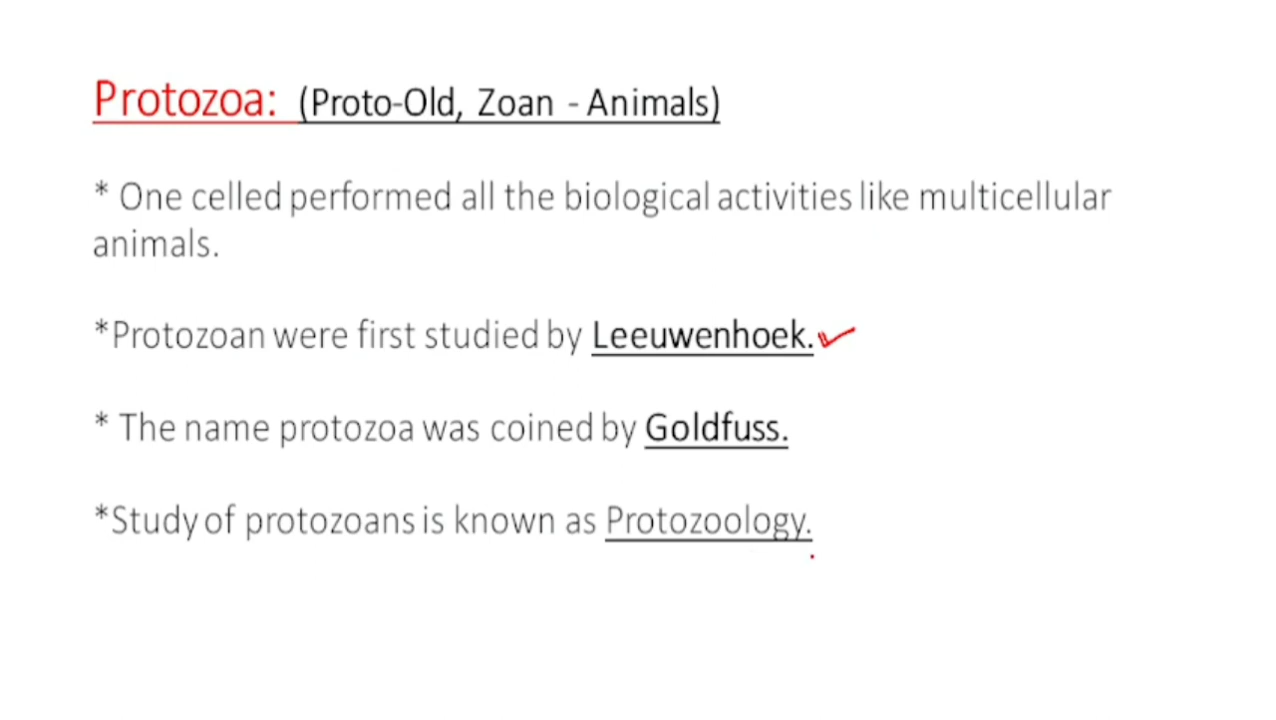 Protozoa: (Proto-Old, Zoan - Animals)
* One celled performed all the biological activities like multicellular
animals.
*Protozoan were first studied by Leeuwenhoek.
* The name protozoa was coined by Goldfuss.
*Study of protozoans is known as Protozoology.